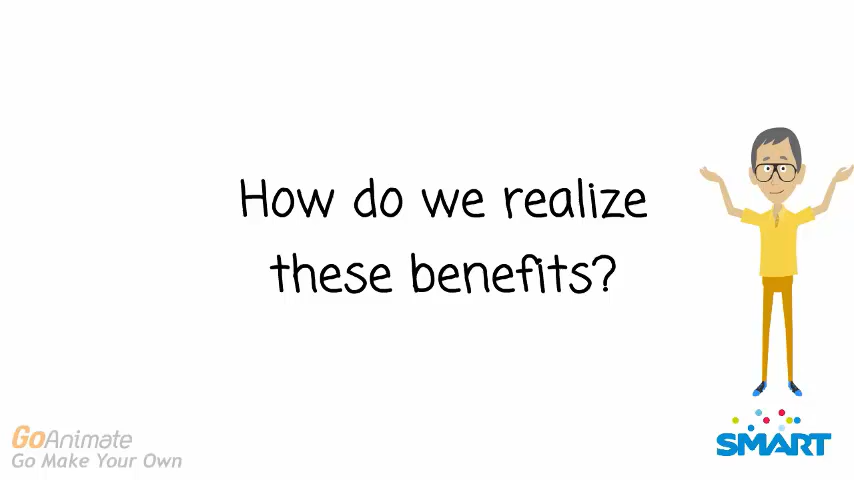 How do we realize
these benefits?
GoAnimate
Go Make Your Own
SMART